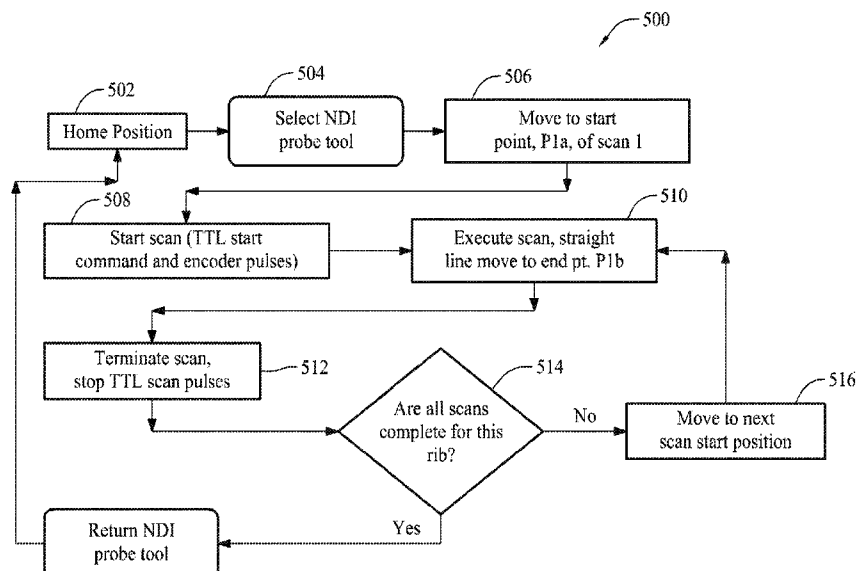 500
502
Home Position
504
Select NDI
probe tool
506
Move to start
point, P1a, of scan 1
508
Start scan (TTL start
command and encoder pulses)
510
Execute scan, straight
line move to end pt. P1b
Terminate scan,
stop TTL scan pulses
512
514
Are all scans
complete for this
rib?
No
516
Move to next
scan start position
Yes
Return NDI
probe tool